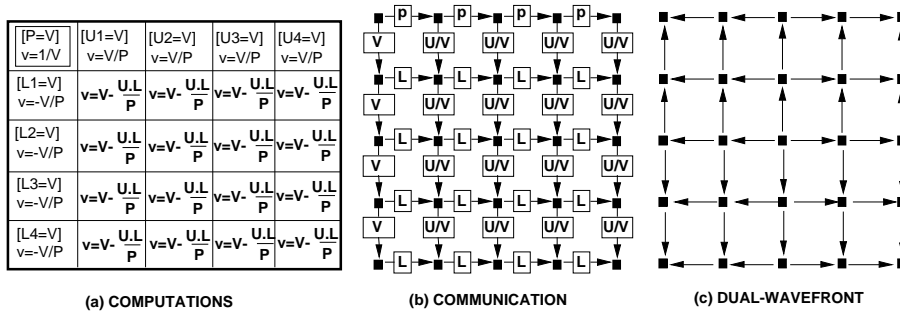 [P=V] [U1=V] [U2=V] [U3=V] [U4=V]
v=1/V v=V/P v=V/P v=V/P v=V/P
[L1=V] v=V- U.L/P v=V- U.L/P v=V- U.L/P v=V- U.L/P
v=-V/P
[L2=V] v=V- U.L/P v=V- U.L/P v=V- U.L/P v=V- U.L/P
v=-V/P
[L3=V] v=V- U.L/P v=V- U.L/P v=V- U.L/P v=V- U.L/P
v=-V/P
[L4=V] v=V- U.L/P v=V- U.L/P v=V- U.L/P v=V- U.L/P
v=-V/P
(a) COMPUTATIONS
p p p p
V U/V U/V U/V U/V
L L L L
V U/V U/V U/V U/V
L L L L
V U/V U/V U/V U/V
L L L L
V U/V U/V U/V U/V
L L L L
(b) COMMUNICATION
(c) DUAL-WAVEFRONT